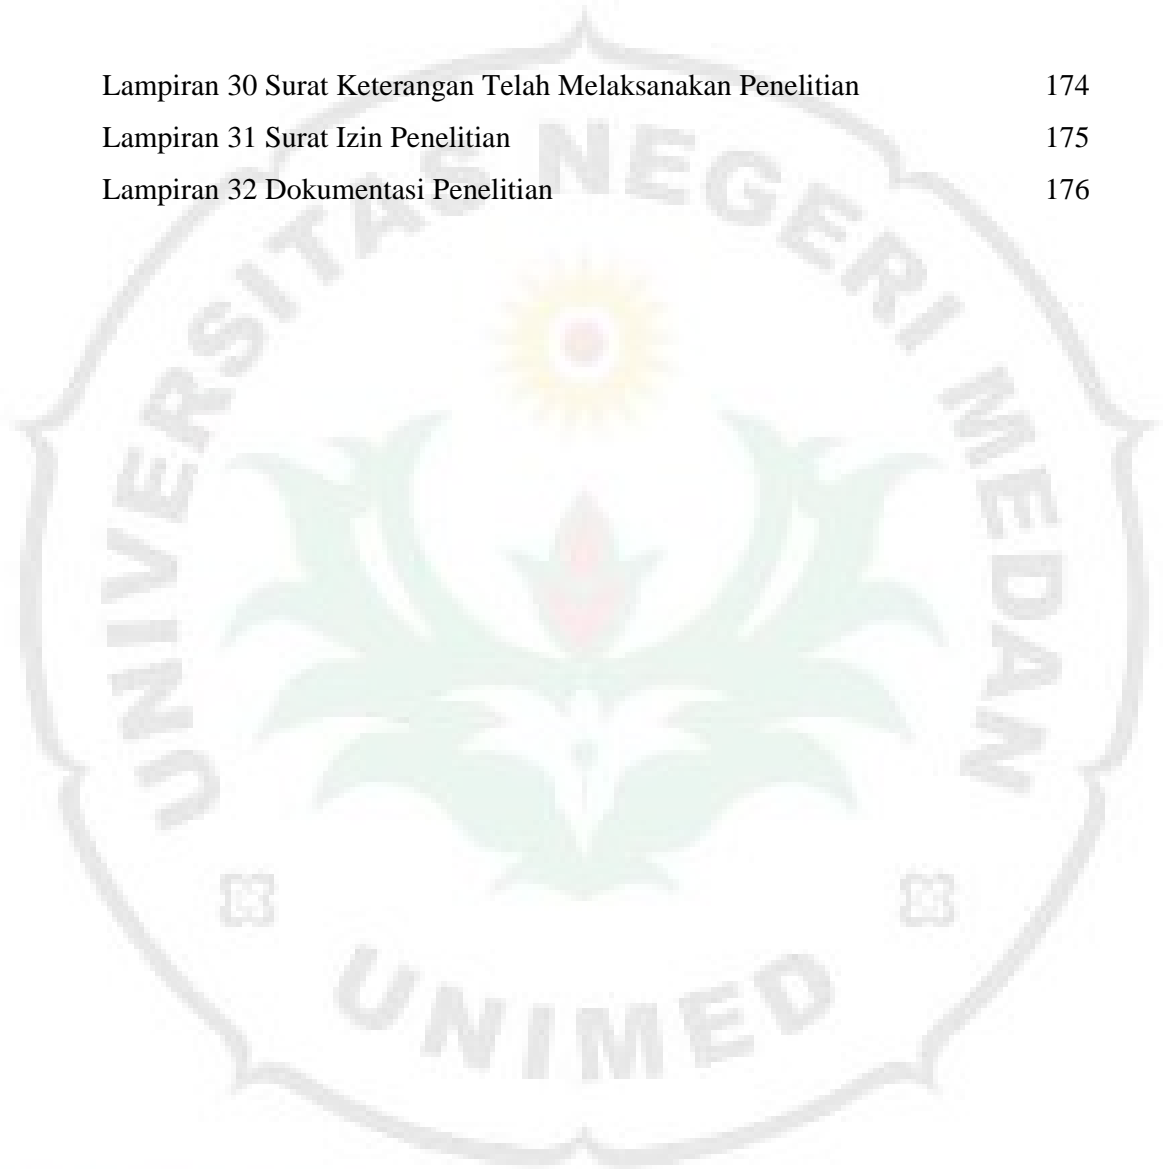 Lampiran 30 Surat Keterangan Telah Melaksanakan Penelitian 174
Lampiran 31 Surat Izin Penelitian 175
Lampiran 32 Dokumentasi Penelitian 176
UNIVERSITAS NEGERI MEDAN
UNIMED